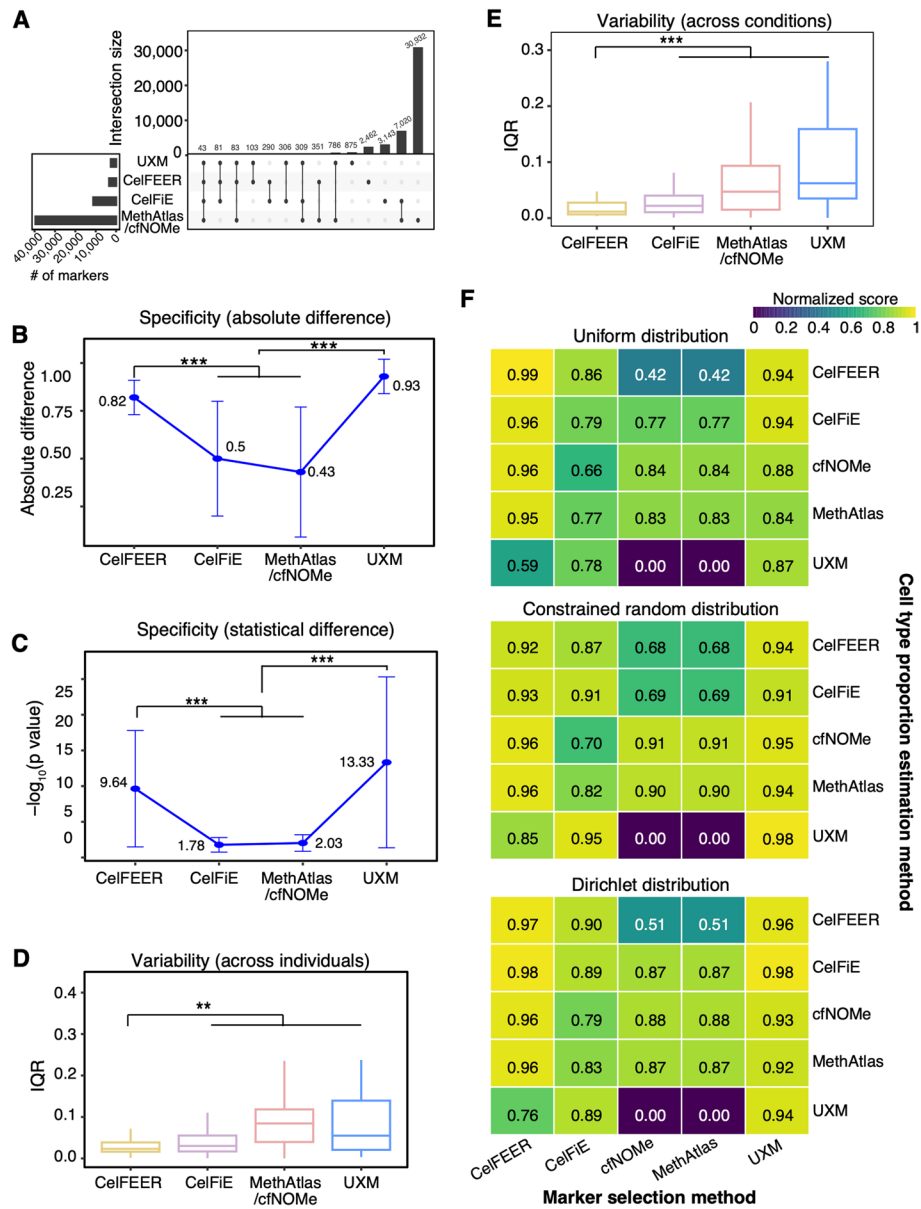 A
Intersection size
30,000
20,000
10,000
0
43 81 83 103 290 306 309 351 786 875 2,462 3,143 7,020 30,932
UXM
CelFEER
CelFiE
MethAtlas
/cfNOMe
40,000 30,000 20,000 10,000 0
# of markers
B
Specificity (absolute difference)
Absolute difference
1.00
0.75
0.50
0.25
***
***
0.82
0.5
0.43
0.93
CelFEER CelFiE MethAtlas UXM
/cfNOMe
C
Specificity (statistical difference)
−log10(p value)
25
20
15
10
5
0
***
***
9.64
1.78
2.03
13.33
CelFEER CelFiE MethAtlas UXM
/cfNOMe
D
Variability (across individuals)
IQR
0.4
0.3
0.2
0.1
0.0
**
CelFEER CelFiE MethAtlas UXM
/cfNOMe
E
Variability (across conditions)
IQR
0.3
0.2
0.1
0.0
***
CelFEER CelFiE MethAtlas UXM
/cfNOMe
F
Normalized score
0 0.2 0.4 0.6 0.8 1
Uniform distribution
0.99 0.86 0.42 0.42 0.94 CelFEER
0.96 0.79 0.77 0.77 0.94 CelFiE
0.96 0.66 0.84 0.84 0.88 cfNOMe
0.95 0.77 0.83 0.83 0.84 MethAtlas
0.59 0.78 0.00 0.00 0.87 UXM
Constrained random distribution
0.92 0.87 0.68 0.68 0.94 CelFEER
0.93 0.91 0.69 0.69 0.91 CelFiE
0.96 0.70 0.91 0.91 0.95 cfNOMe
0.96 0.82 0.90 0.90 0.94 MethAtlas
0.85 0.95 0.00 0.00 0.98 UXM
Dirichlet distribution
0.97 0.90 0.51 0.51 0.96 CelFEER
0.98 0.89 0.87 0.87 0.98 CelFiE
0.96 0.79 0.88 0.88 0.93 cfNOMe
0.96 0.83 0.87 0.87 0.92 MethAtlas
0.76 0.89 0.00 0.00 0.94 UXM
CelFEER CelFiE cfNOMe MethAtlas UXM
Marker selection method
Cell type proportion estimation method